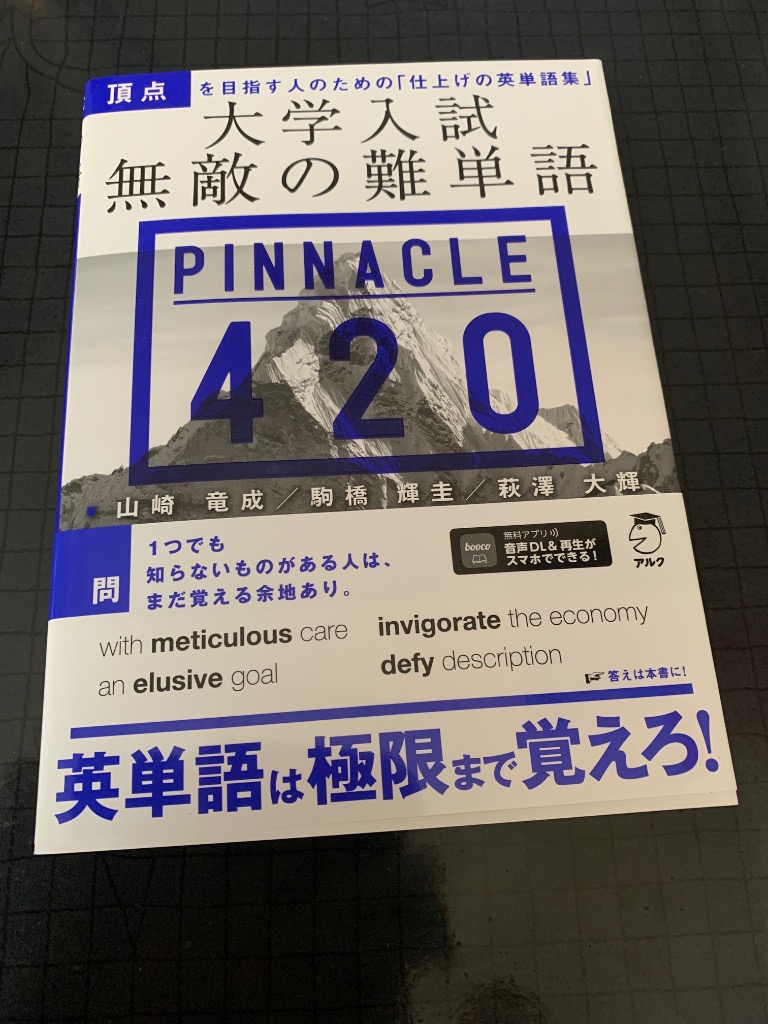 頂点を目指す人のための「仕上げの英単語集」
大学入試
無敵の難単語
PINNACLE
420
山崎 竜成／駒橋 輝圭／萩澤 大輝
問
1つでも
知らないものがある人は、
まだ覚える余地あり。
booco
無料アプリ
音声DL&再生が
スマホでできる!
アルク
with meticulous care
invigorate the economy
an elusive goal
defy description
☞答えは本書に!
英単語は極限まで覚えろ!